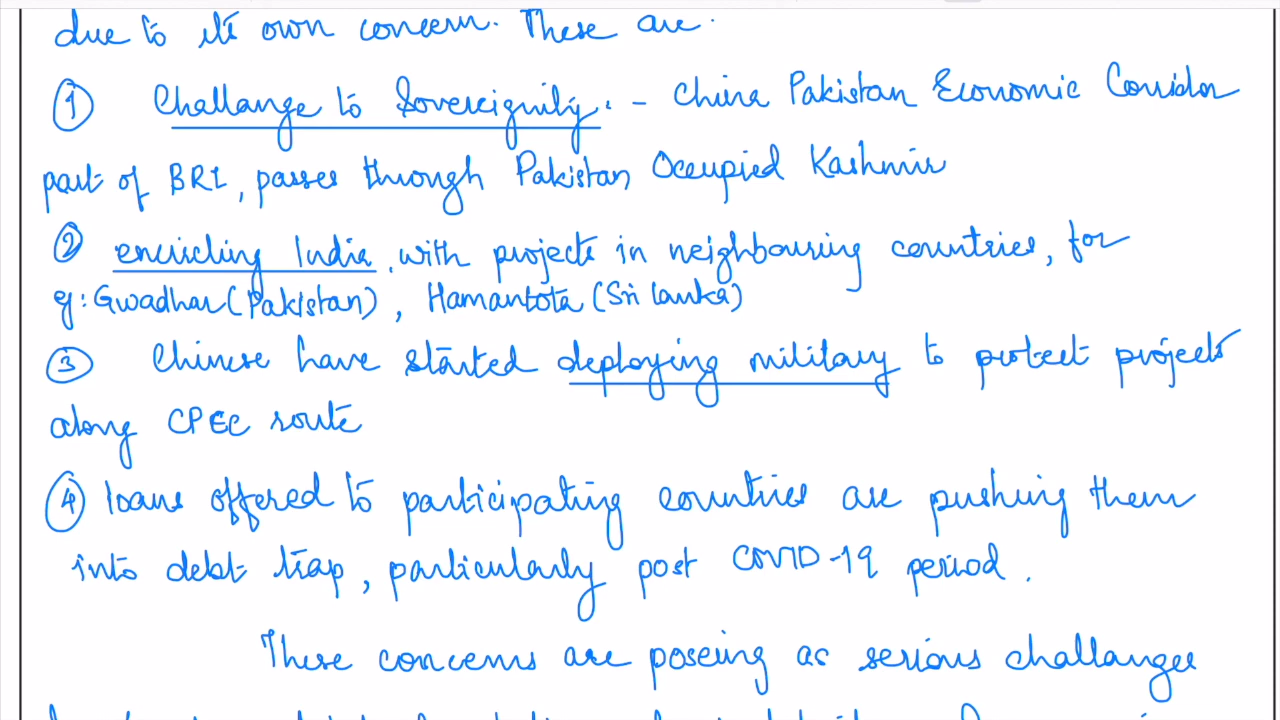 due to its own concern. These are.
① Challange to Sovereignity: - China Pakistan Economic Corridor
part of BRI, passes through Pakistan Occupied Kashmir
② encircling India, with projects in neighbouring countries, for
eg: Gwadhar (Pakistan), Hamantota (Sri lanka)
③ Chinese have started deploying military to protect projects
along CPEC route
④ loans offered to participating countries are pushing them
into debt trap, particularly post COVID-19 period.
These concerns are poseing as serious challanges